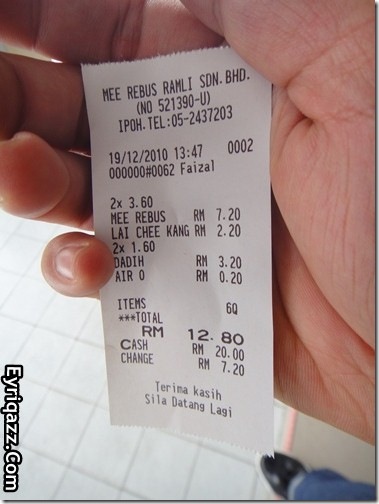 MEE REBUS RAMLI SDN.BHD.
(NO 521390-U)
IPOH.TEL:05-2437203
19/12/2010 13:47 0002
000000#0062 Faizal
2x 3.60
MEE REBUS RM 7.20
LAI CHEE KANG RM 2.20
2x 1.60
DADIH RM 3.20
AIR O RM 0.20
ITEMS 6Q
***TOTAL
RM 12.80
CASH RM 20.00
CHANGE RM 7.20
Terima kasih
Sila Datang Lagi
Eyriqazz.Com